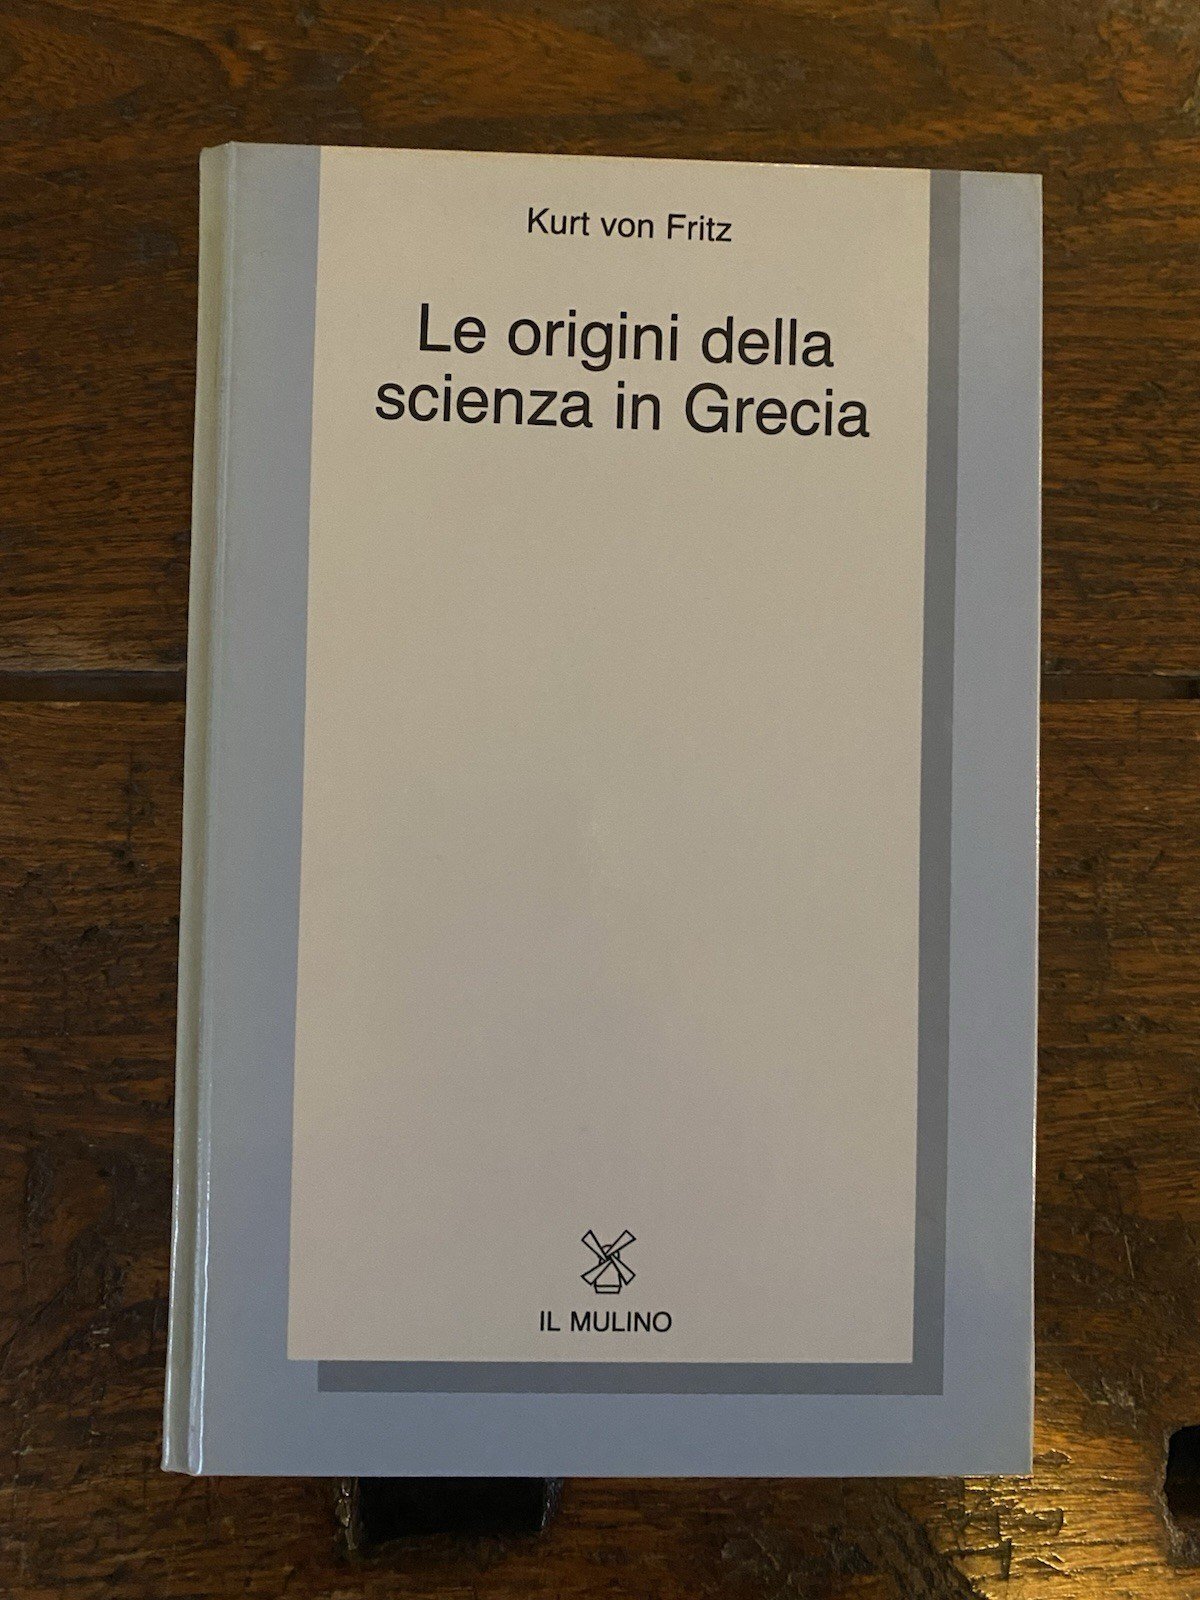 Kurt von Fritz
Le origini della
scienza in Grecia
IL MULINO